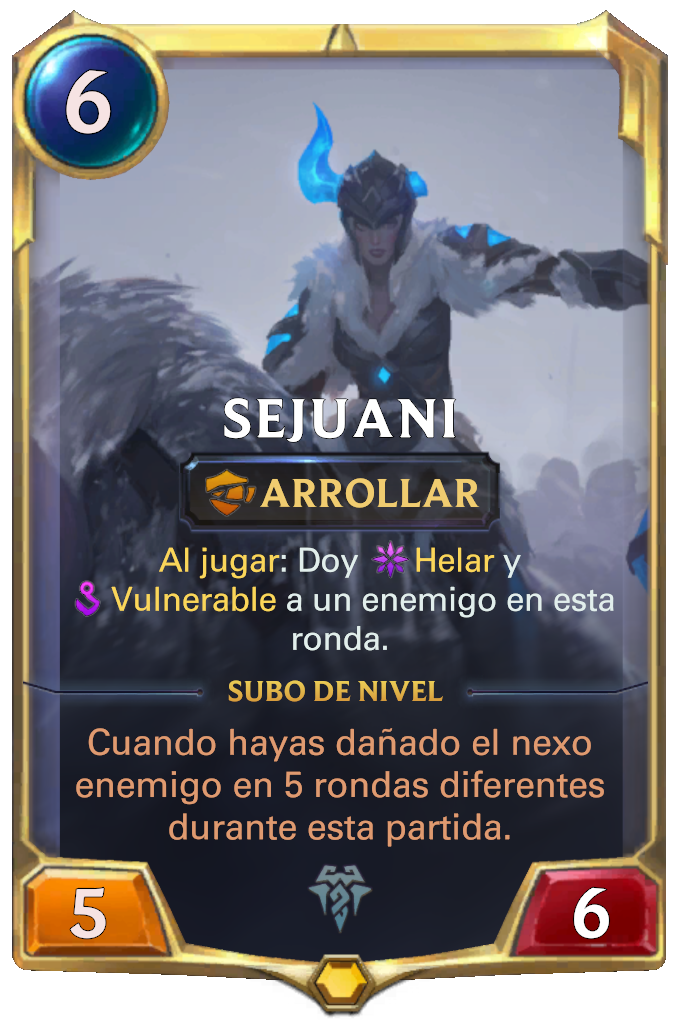 6
SEJUANI
ARROLLAR
Al jugar: Doy Helar y
Vulnerable a un enemigo en esta
ronda.
SUBO DE NIVEL
Cuando hayas dañado el nexo
enemigo en 5 rondas diferentes
durante esta partida.
5
6